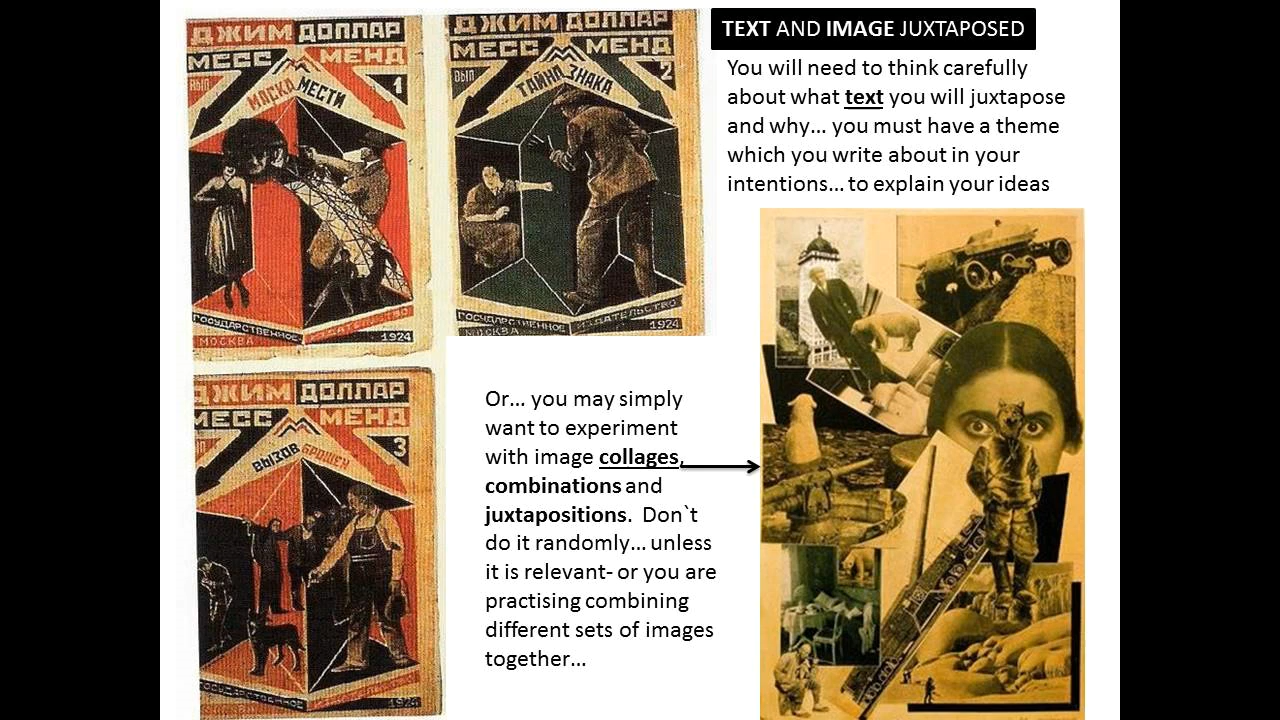 ДЖИМ ДОЛЛАР
МЕСС МЕНД
ВЫП 1
МАСКА МЕСТИ
ГОСУДАРСТВЕННОЕ ИЗДАТЕЛЬСТВО
МОСКВА 1924
ДЖИМ ДОЛЛАР
МЕСС МЕНД
ВЫП 2
ТАЙНА ЗНАКА
ГОСУДАРСТВЕННОЕ ИЗДАТЕЛЬСТВО
МОСКВА 1924
TEXT AND IMAGE JUXTAPOSED
You will need to think carefully
about what text you will juxtapose
and why... you must have a theme
which you write about in your
intentions... to explain your ideas
ДЖИМ ДОЛЛАР
МЕСС МЕНД
3
ВЫЗОВ БРОШЕН
ГОСУДАРСТВЕННОЕ
1924
Or... you may simply
want to experiment
with image collages,
combinations and
juxtapositions. Don`t
do it randomly... unless
it is relevant- or you are
practising combining
different sets of images
together...